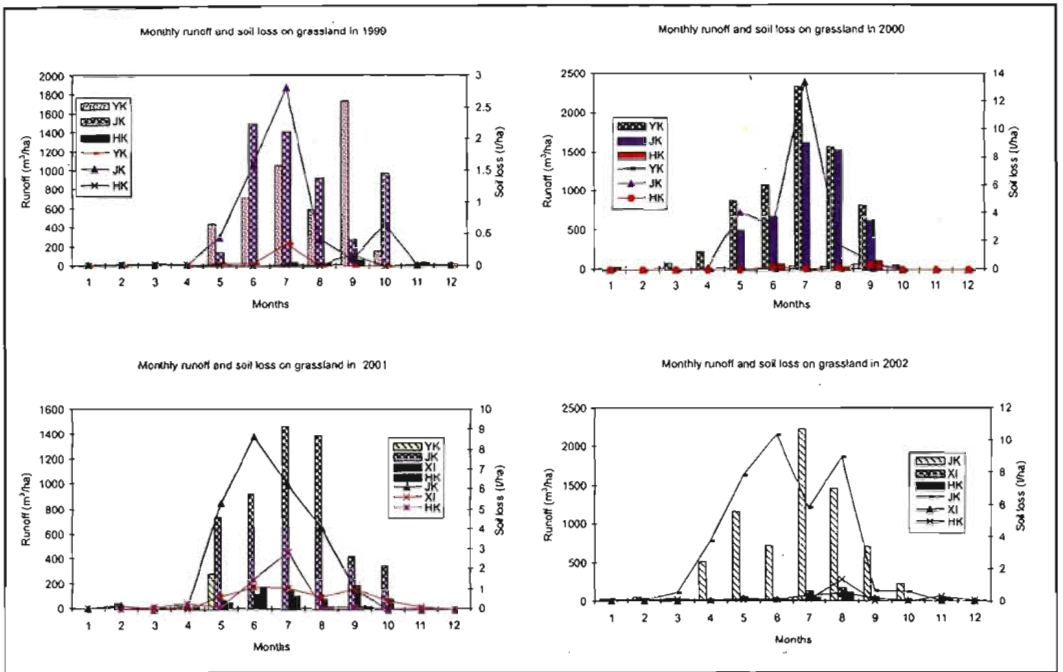 Monthly runoff and soil loss on grassland in 1999
Runoff (m³/ha)
2000
1800
1600
1400
1200
1000
800
600
400
200
0
YK
JK
HK
YK
JK
HK
3
2.5
2
1.5
1
0.5
0
Soil loss (t/ha)
1 2 3 4 5 6 7 8 9 10 11 12
Months
Monthly runoff and soil loss on grassland in 2000
Runoff (m³/ha)
2500
2000
1500
1000
500
0
YK
JK
HK
YK
JK
HK
14
12
10
8
6
4
2
0
Soil loss (t/ha)
1 2 3 4 5 6 7 8 9 10 11 12
Months
Monthly runoff and soil loss on grassland in 2001
Runoff (m³/ha)
1600
1400
1200
1000
800
600
400
200
0
YK
JK
XI
HK
JK
XI
HK
10
9
8
7
6
5
4
3
2
1
0
Soil loss (t/ha)
1 2 3 4 5 6 7 8 9 10 11 12
Months
Monthly runoff and soil loss on grassland in 2002
Runoff (m³/ha)
2500
2000
1500
1000
500
0
JK
XI
HK
JK
XI
HK
12
10
8
6
4
2
0
Soil loss (t/ha)
1 2 3 4 5 6 7 8 9 10 11 12
Months